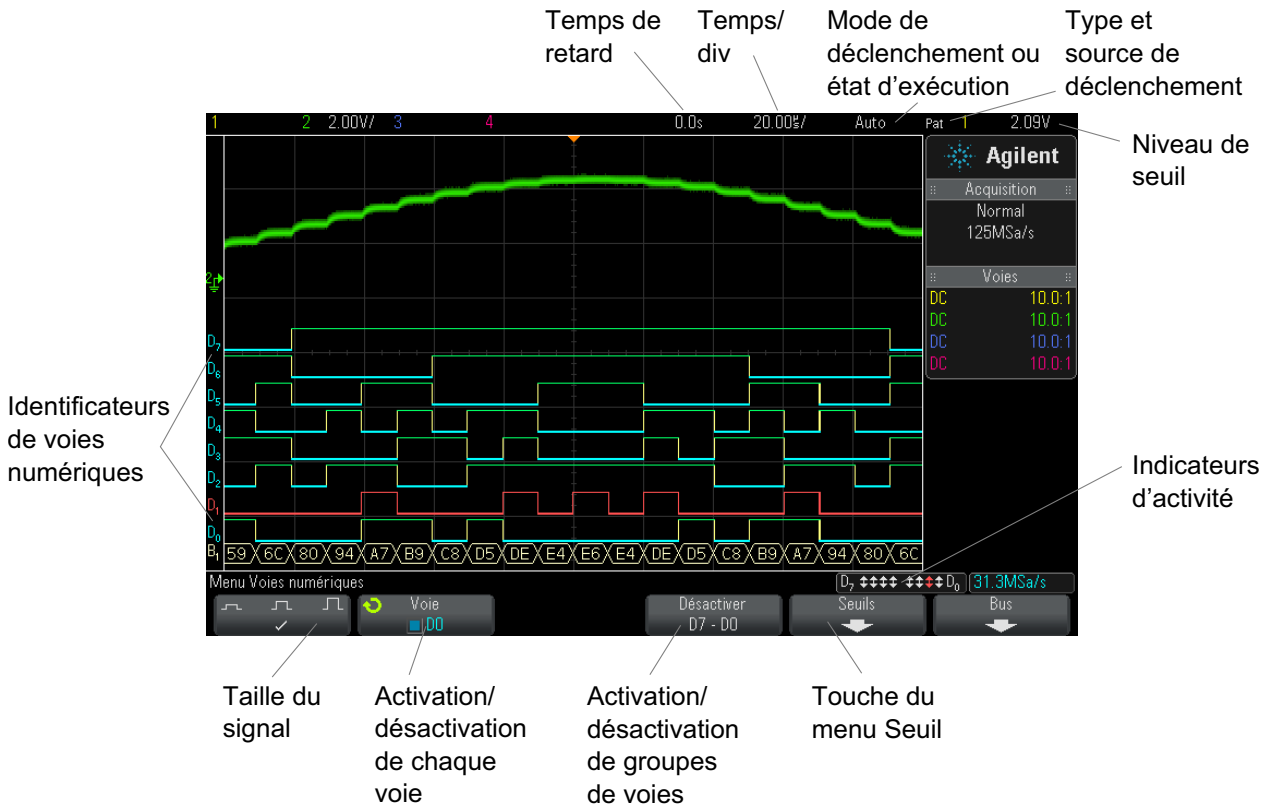 Temps de
retard
Temps/
div
Mode de
déclenchement ou
état d'exécution
Type et
source de
déclenchement
Niveau de
seuil
1 2 2.00V/ 3 4 0.0s 20.00µs/ Auto Pat 1 2.09V
Agilent
Acquisition
Normal
125MSa/s
Voies
DC 10.0:1
DC 10.0:1
DC 10.0:1
DC 10.0:1
2
D7
D6
D5
D4
D3
D2
D1
D0
B1 59 6C 80 94 A7 B9 C8 D5 DE E4 E6 E4 DE D5 C8 B9 A7 94 80 6C
Identificateurs
de voies
numériques
Indicateurs
d'activité
Menu Voies numériques
D7 D0 31.3MSa/s
Voie
D0
Désactiver
D7 - D0
Seuils
Bus
Taille du
signal
Activation/
désactivation
de chaque
voie
Activation/
désactivation
de groupes
de voies
Touche du
menu Seuil